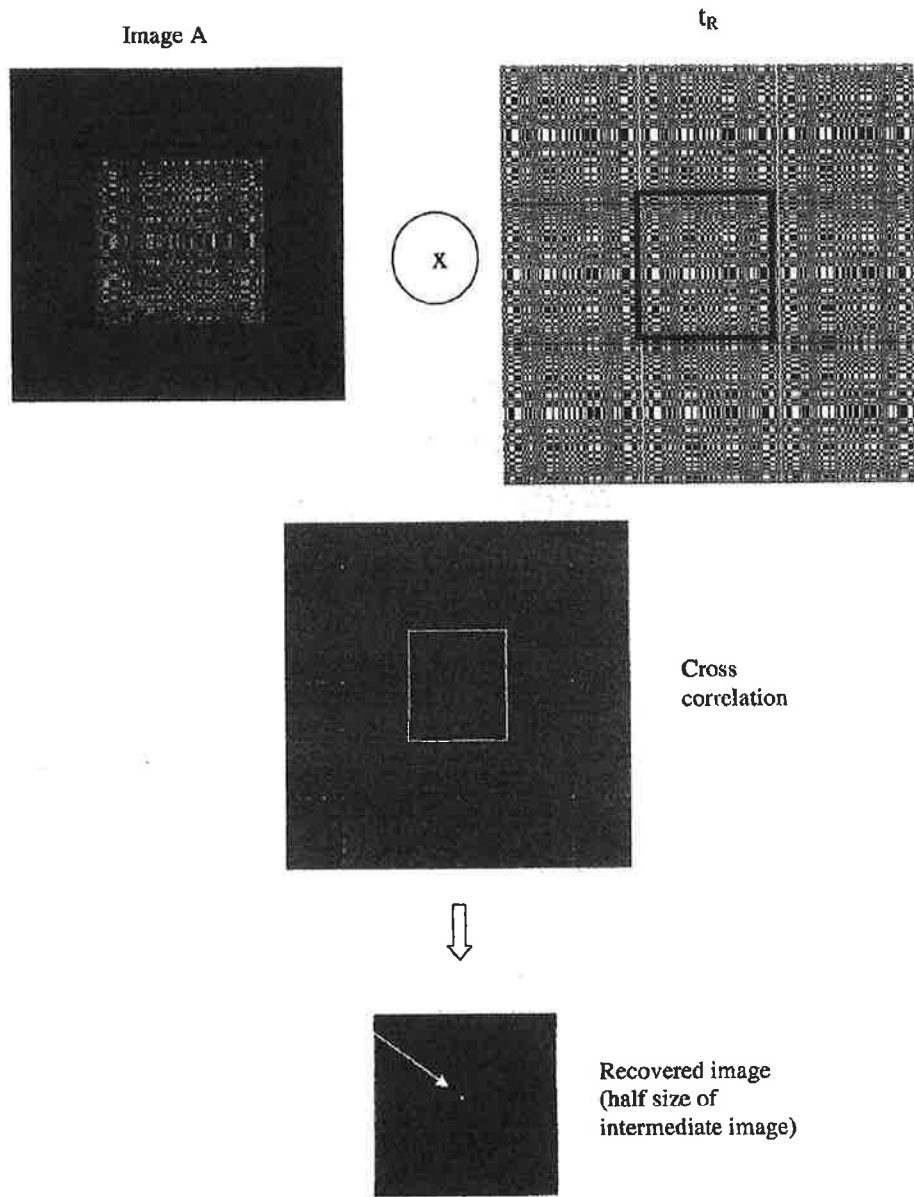 Image A
t_R
x
Cross
correlation
Recovered image
(half size of
intermediate image)